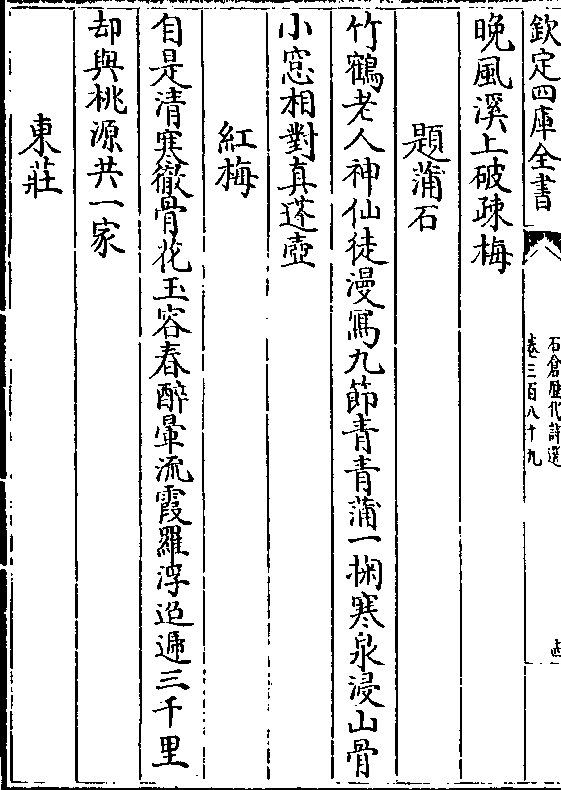 欽定四庫全書
石倉歴代詩選
卷三百八十九
晚風溪上破疎梅
題蒲石
竹鶴老人神仙徒漫寫九節青青蒲一掬寒泉浸山骨
小窓相對真蓬壺
紅梅
自是清寒徹骨花玉容春醉暈流霞羅浮迢遞三千里
却與桃源共一家
東莊